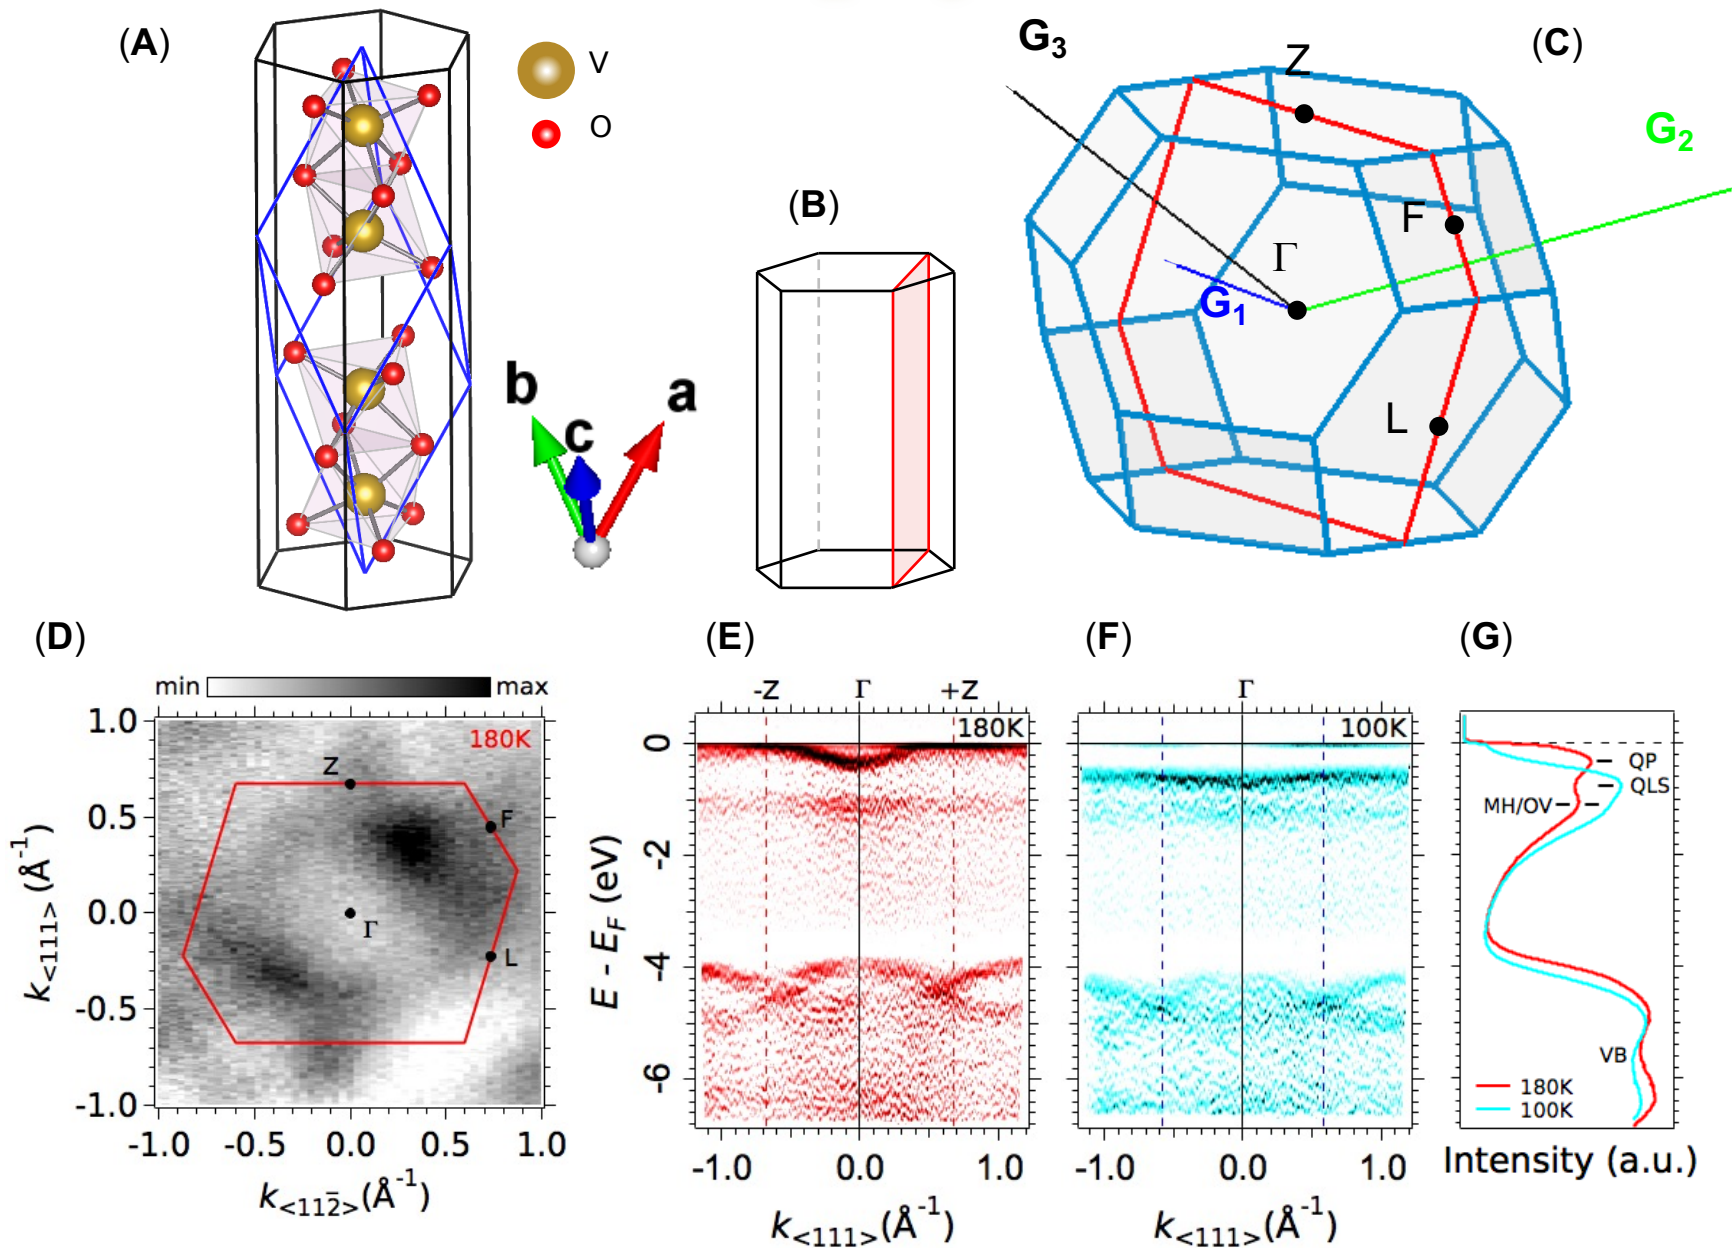 (A)
V
O
b
c
a
(B)
(C)
G₃
Z
G₂
F
Γ
G₁
L
(D)
min
max
180K
Z
F
Γ
L
1.0
0.5
0.0
-0.5
-1.0
k<111> (Å⁻¹)
-1.0 -0.5 0.0 0.5 1.0
k<112̅>(Å⁻¹)
(E)
-Z Γ +Z
180K
0
-2
-4
-6
E - E_F (eV)
-1.0 0.0 1.0
k<111>(Å⁻¹)
(F)
Γ
100K
-1.0 0.0 1.0
k<111>(Å⁻¹)
(G)
QP
QLS
MH/OV
VB
180K
100K
Intensity (a.u.)